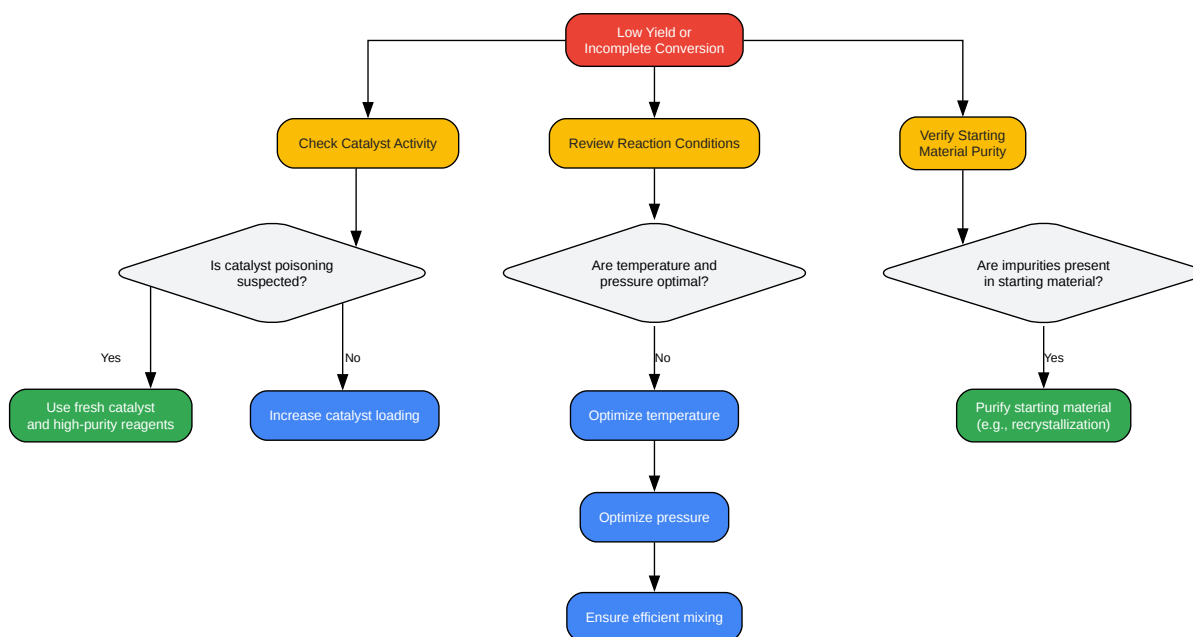 Low Yield or
Incomplete Conversion
Check Catalyst Activity
Review Reaction Conditions
Verify Starting
Material Purity
Is catalyst poisoning
suspected?
Are temperature and
pressure optimal?
Are impurities present
in starting material?
Yes
No
No
Yes
Use fresh catalyst
and high-purity reagents
Increase catalyst loading
Optimize temperature
Purify starting material
(e.g., recrystallization)
Optimize pressure
Ensure efficient mixing